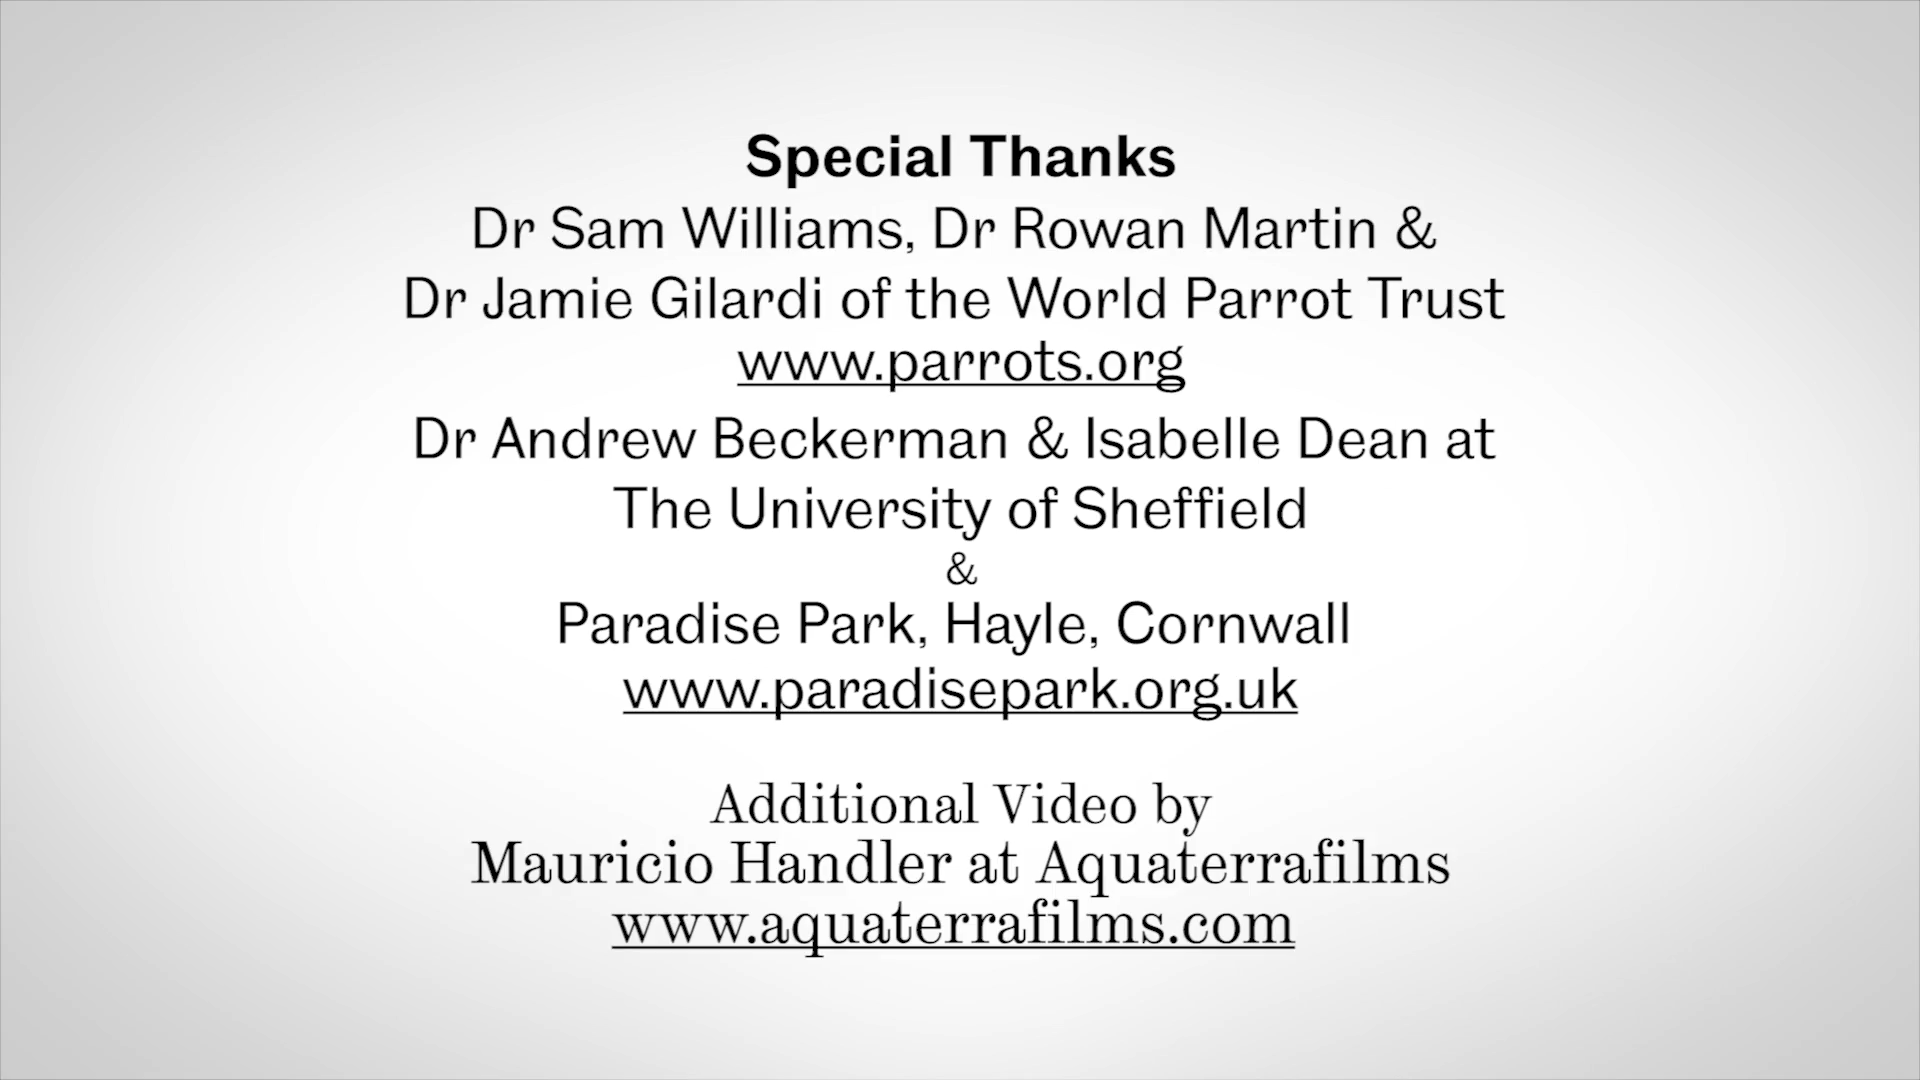 Special Thanks
Dr Sam Williams, Dr Rowan Martin &
Dr Jamie Gilardi of the World Parrot Trust
www.parrots.org
Dr Andrew Beckerman & Isabelle Dean at
The University of Sheffield
&
Paradise Park, Hayle, Cornwall
www.paradisepark.org.uk
Additional Video by
Mauricio Handler at Aquaterrafilms
www.aquaterrafilms.com